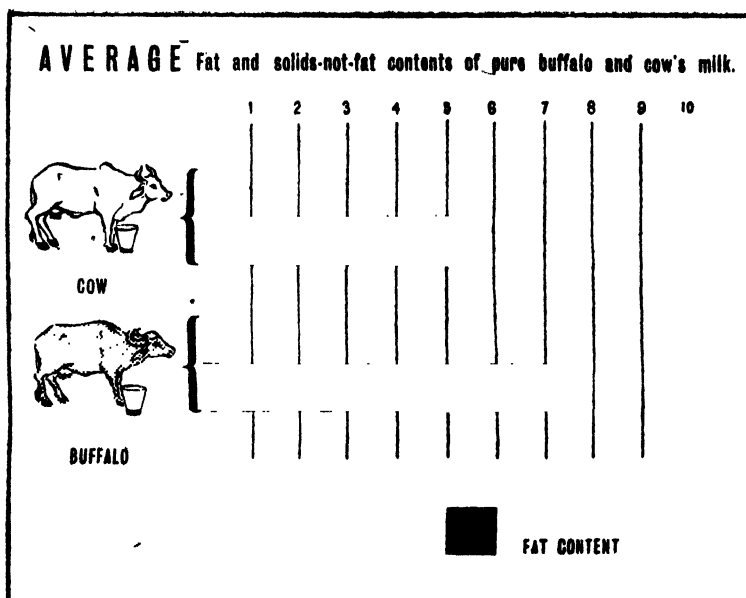 AVERAGE Fat and solids-not-fat contents of pure buffalo and cow's milk.
1 2 3 4 5 6 7 8 9 10
COW
BUFFALO
FAT CONTENT